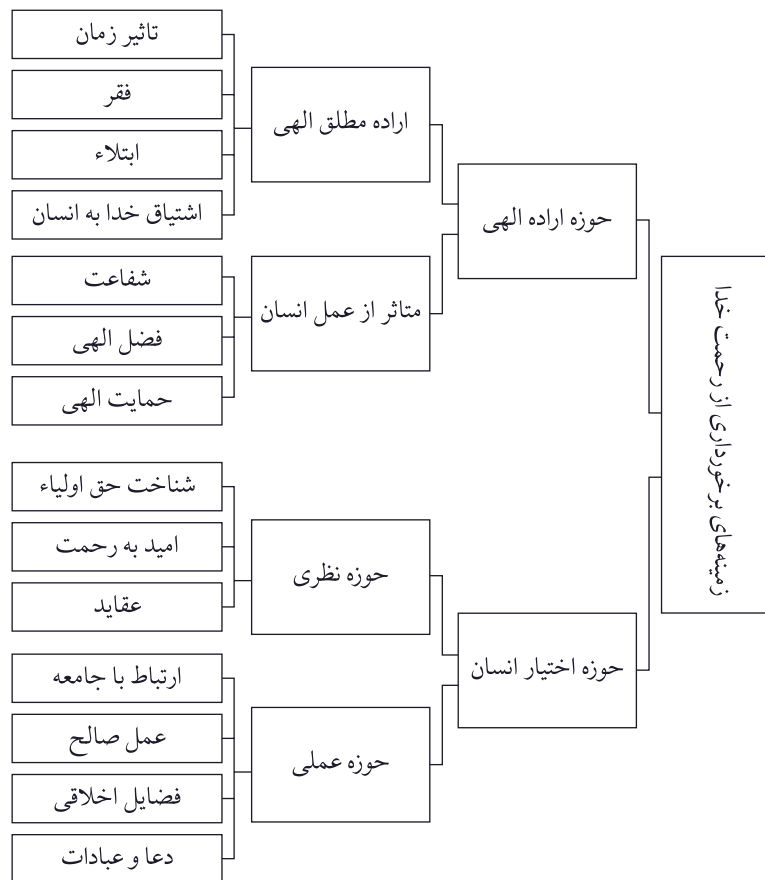 زمینه‌های برخورداری از رحمت خدا
حوزه اراده الهی
اراده مطلق الهی
تاثیر زمان
فقر
ابتلاء
اشتیاق خدا به انسان
متاثر از عمل انسان
شفاعت
فضل الهی
حمایت الهی
حوزه اختیار انسان
حوزه نظری
شناخت حق اولیاء
امید به رحمت
عقاید
حوزه عملی
ارتباط با جامعه
عمل صالح
فضایل اخلاقی
دعا و عبادات